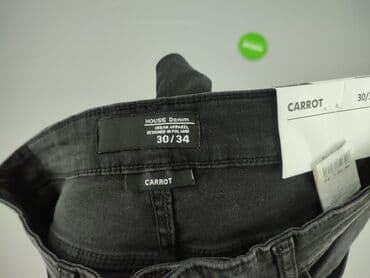 HOUSE Denim
URBAN APPAREL
DESIGNED IN POLAND
30/34
CARROT
CARROT
30/3